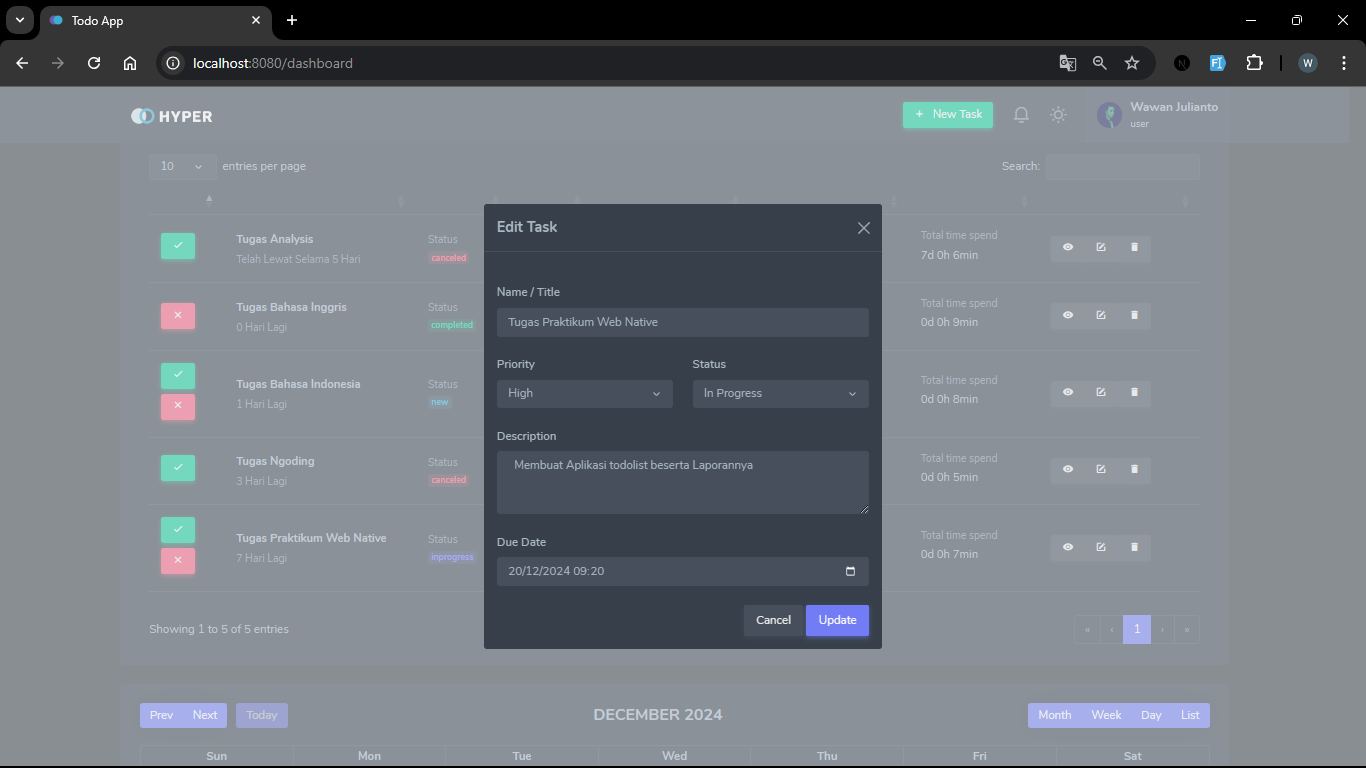 Todo App
localhost:8080/dashboard
W
HYPER
+ New Task
Wawan Julianto
user
10 entries per page
Search:
Edit Task
Name / Title
Tugas Praktikum Web Native
Priority Status
High In Progress
Description
Membuat Aplikasi todolist beserta Laporannya
Due Date
20/12/2024 09:20
Cancel Update
Tugas Analysis Status Total time spend
Telah Lewat Selama 5 Hari canceled 7d 0h 6min
Tugas Bahasa Inggris Status Total time spend
0 Hari Lagi completed 0d 0h 9min
Tugas Bahasa Indonesia Status Total time spend
1 Hari Lagi new 0d 0h 8min
Tugas Ngoding Status Total time spend
3 Hari Lagi canceled 0d 0h 5min
Tugas Praktikum Web Native Status Total time spend
7 Hari Lagi inprogress 0d 0h 7min
Showing 1 to 5 of 5 entries « ‹ 1 › »
Prev Next Today DECEMBER 2024 Month Week Day List
Sun Mon Tue Wed Thu Fri Sat